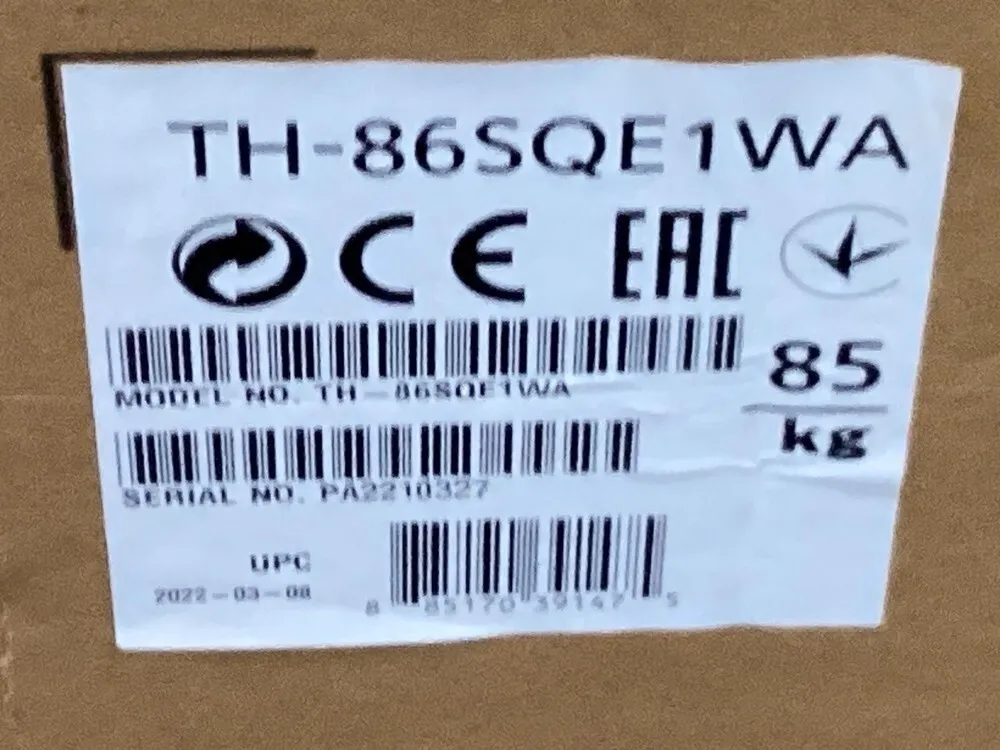 TH-86SQE1WA
CE EAC
MODEL NO. TH-86SQE1WA
85
kg
SERIAL NO. PA2210327
UPC
2022-03-08
8 85170 39147 5